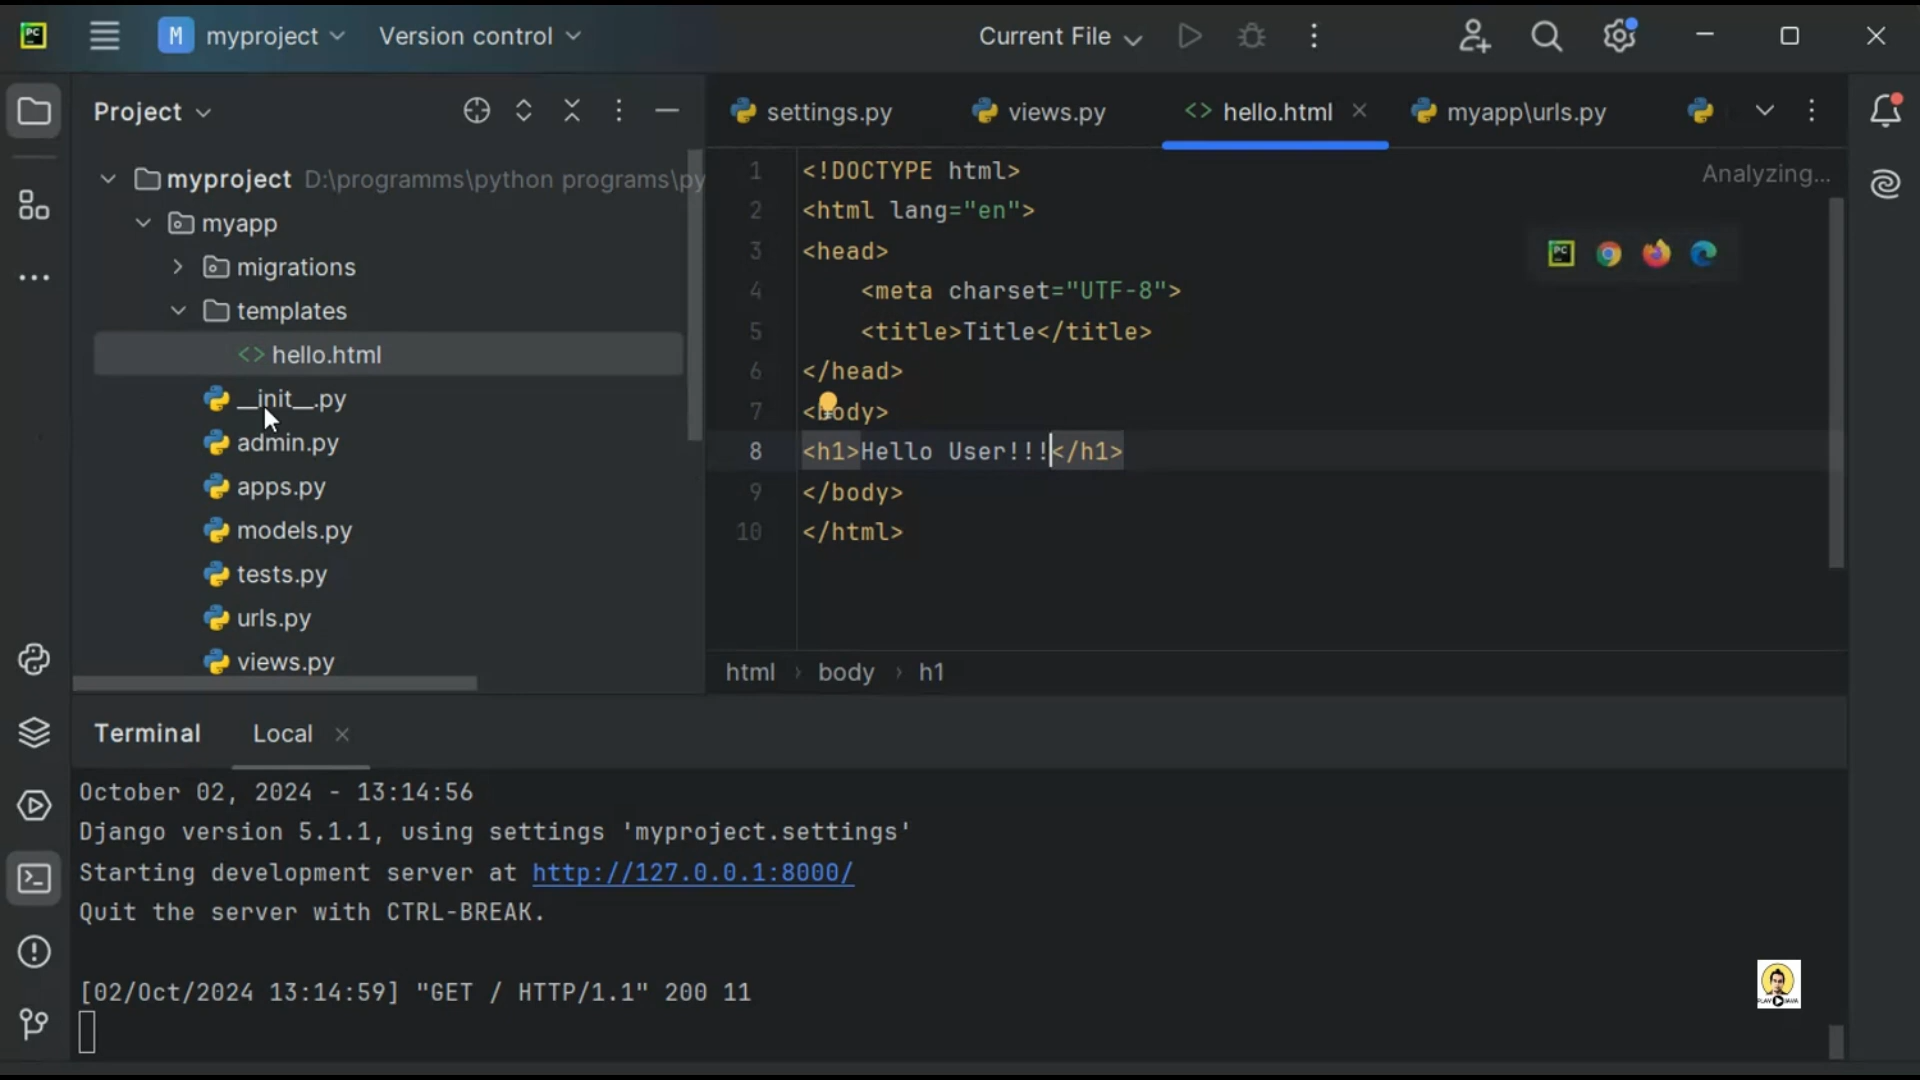 PC M myproject Version control Current File
Project
myproject D:\programms\python programs\py
myapp
migrations
templates
<> hello.html
__init__.py
admin.py
apps.py
models.py
tests.py
urls.py
views.py
settings.py views.py <> hello.html myapp\urls.py
Analyzing...
1 <!DOCTYPE html>
2 <html lang="en">
3 <head>
4 <meta charset="UTF-8">
5 <title>Title</title>
6 </head>
7 <body>
8 <h1>Hello User!!!</h1>
9 </body>
10 </html>
PC
html › body › h1
Terminal Local
October 02, 2024 - 13:14:56
Django version 5.1.1, using settings 'myproject.settings'
Starting development server at http://127.0.0.1:8000/
Quit the server with CTRL-BREAK.
[02/Oct/2024 13:14:59] "GET / HTTP/1.1" 200 11
PLAY JAVA